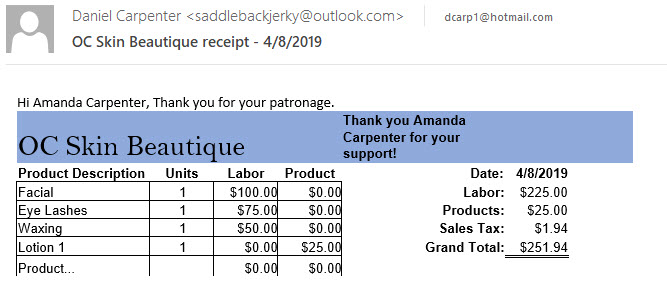 Daniel Carpenter <saddlebackjerky@outlook.com> dcarp1@hotmail.com
OC Skin Beautique receipt - 4/8/2019
Hi Amanda Carpenter, Thank you for your patronage.
OC Skin Beautique
Thank you Amanda
Carpenter for your
support!
Product Description Units Labor Product Date: 4/8/2019
Facial 1 $100.00 $0.00 Labor: $225.00
Eye Lashes 1 $75.00 $0.00 Products: $25.00
Waxing 1 $50.00 $0.00 Sales Tax: $1.94
Lotion 1 1 $0.00 $25.00 Grand Total: $251.94
Product... $0.00 $0.00